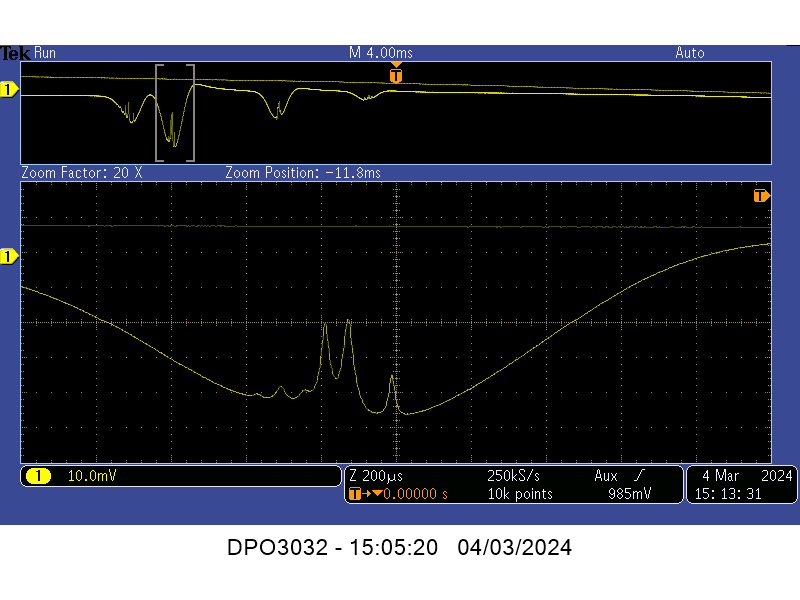 Tek Run M 4.00ms Auto
T
1
Zoom Factor: 20 X Zoom Position: -11.8ms
T
1
1 10.0mV
Z 200µs 250kS/s Aux
T 0.00000 s 10k points 985mV
4 Mar 2024
15:13:31
DPO3032 - 15:05:20 04/03/2024